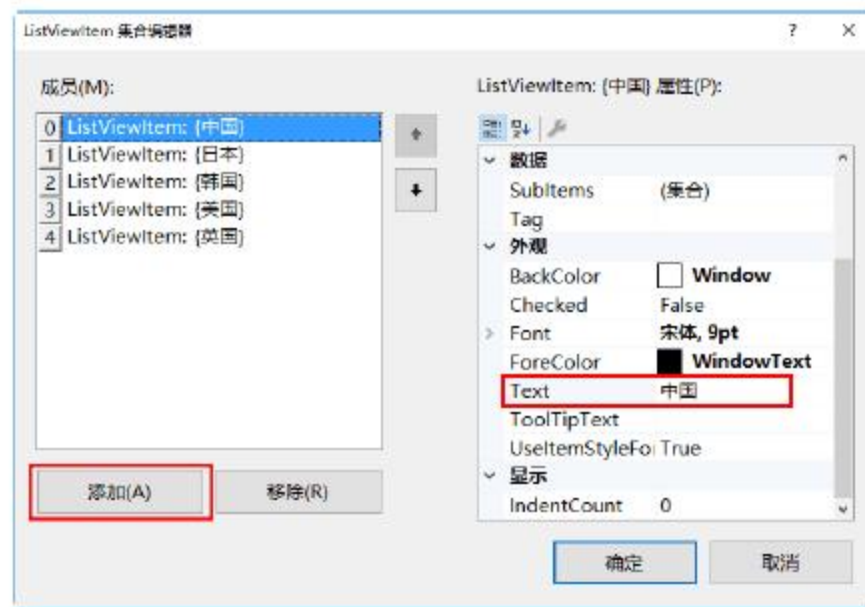 ListViewItem 集合编辑器
?
×
成员(M):
0 ListViewItem: {中国}
1 ListViewItem: {日本}
2 ListViewItem: {韩国}
3 ListViewItem: {美国}
4 ListViewItem: {英国}
添加(A)
移除(R)
ListViewItem: {中国} 属性(P):
数据
SubItems (集合)
Tag
外观
BackColor Window
Checked False
Font 宋体, 9pt
ForeColor WindowText
Text 中国
ToolTipText
UseItemStyleFo True
显示
IndentCount 0
确定
取消